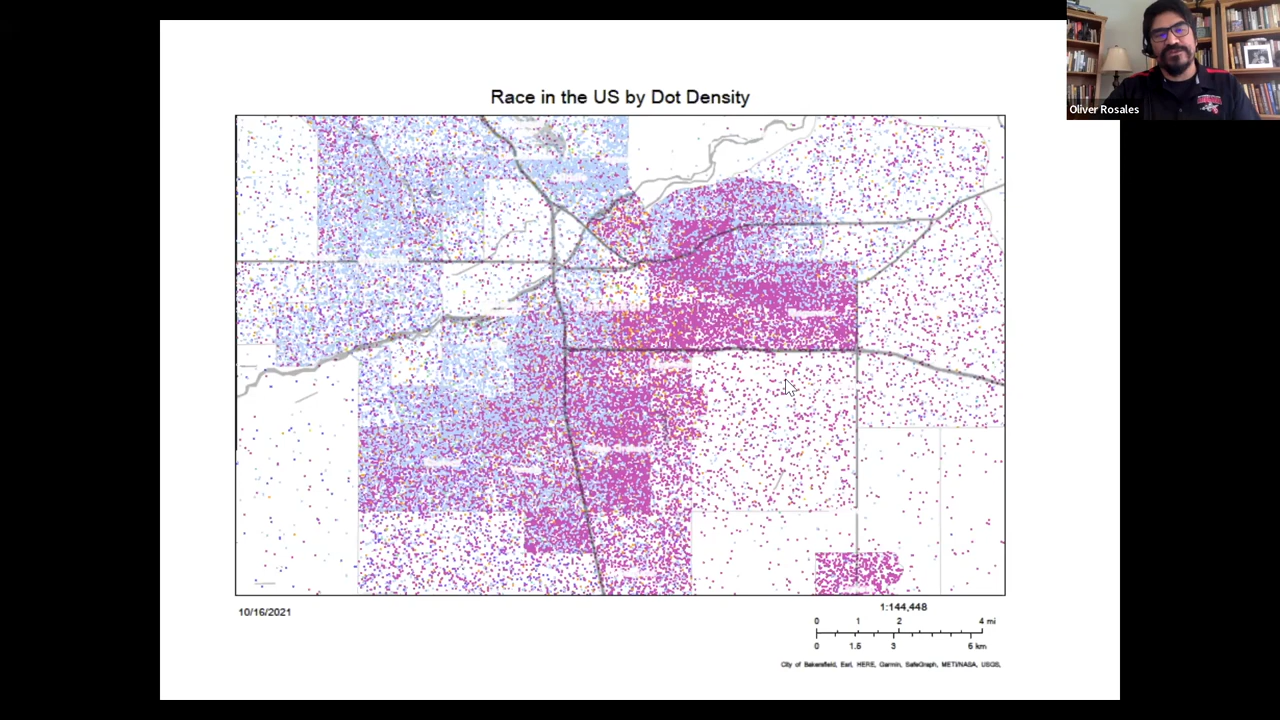 Oliver Rosales
Race in the US by Dot Density
10/16/2021
1:144,448
0 1 2 4 mi
0 1.5 3 6 km
City of Bakersfield, Esri, HERE, Garmin, SafeGraph, METI/NASA, USGS,